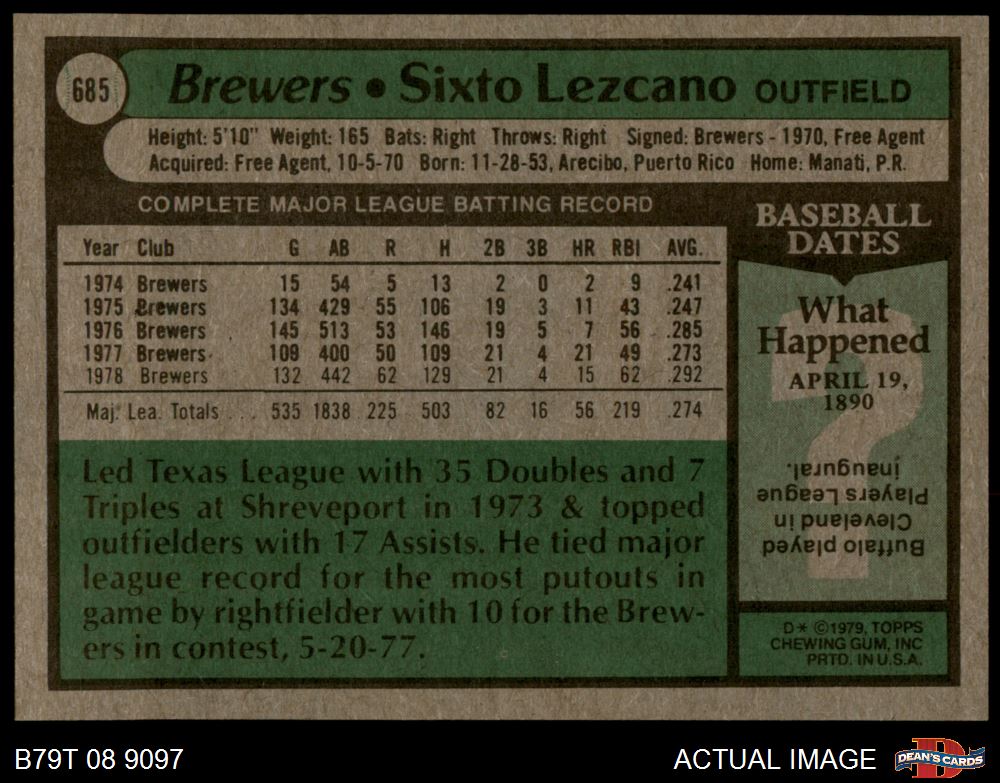 685
Brewers • Sixto Lezcano OUTFIELD
Height: 5'10" Weight: 165 Bats: Right Throws: Right Signed: Brewers - 1970, Free Agent
Acquired: Free Agent, 10-5-70 Born: 11-28-53, Arecibo, Puerto Rico Home: Manati, P.R.
COMPLETE MAJOR LEAGUE BATTING RECORD
Year Club G AB R H 2B 3B HR RBI AVG.
1974 Brewers 15 54 5 13 2 0 2 9 .241
1975 Brewers 134 429 55 106 19 3 11 43 .247
1976 Brewers 145 513 53 146 19 5 7 56 .285
1977 Brewers 109 400 50 109 21 4 21 49 .273
1978 Brewers 132 442 62 129 21 4 15 62 .292
Maj. Lea. Totals . . . 535 1838 225 503 82 16 56 219 .274
Led Texas League with 35 Doubles and 7
Triples at Shreveport in 1973 & topped
outfielders with 17 Assists. He tied major
league record for the most putouts in
game by rightfielder with 10 for the Brew-
ers in contest, 5-20-77.
BASEBALL
DATES
What
Happened
APRIL 19,
1890
?
Buffalo played
Cleveland in
Players League
inaugural.
D* ©1979, TOPPS
CHEWING GUM, INC
PRTD. IN U.S.A.
B79T 08 9097
ACTUAL IMAGE
D
DEAN'S CARDS